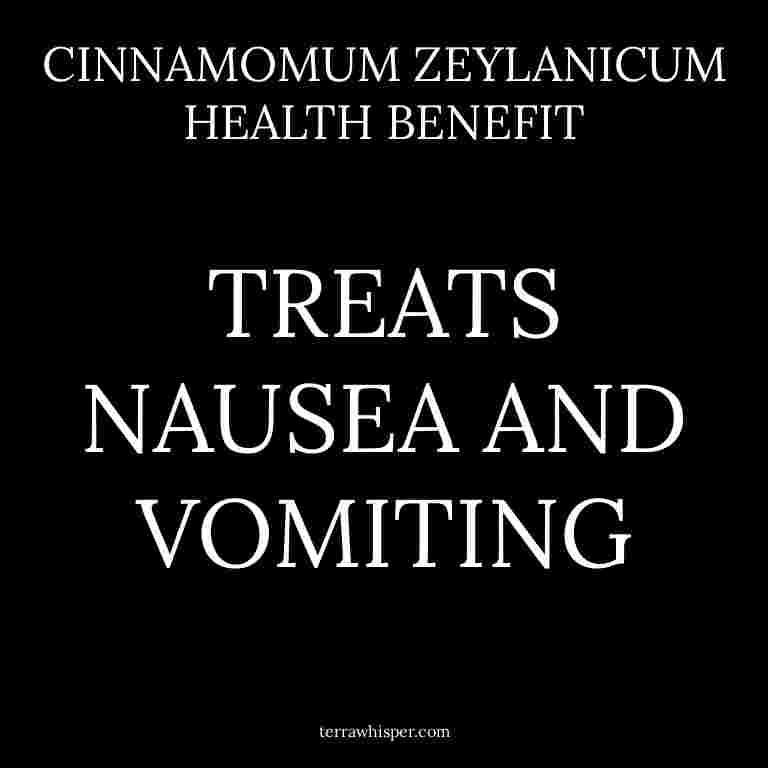 CINNAMOMUM ZEYLANICUM
HEALTH BENEFIT
TREATS
NAUSEA AND
VOMITING
terrawhisper.com